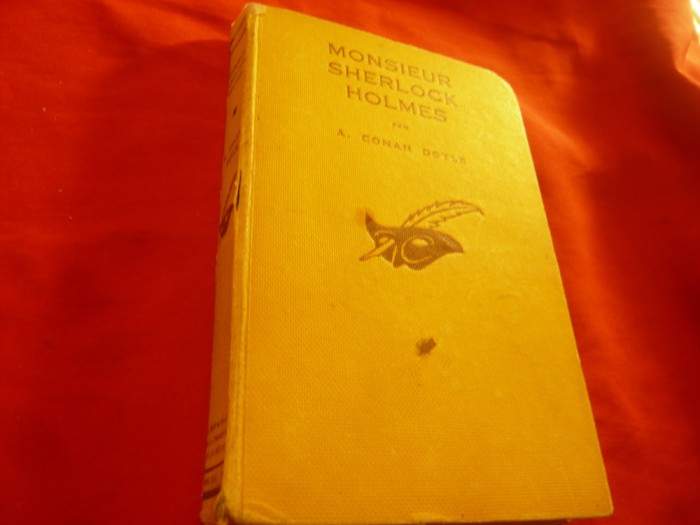 MONSIEUR
SHERLOCK
HOLMES
PAR
A. CONAN DOYLE